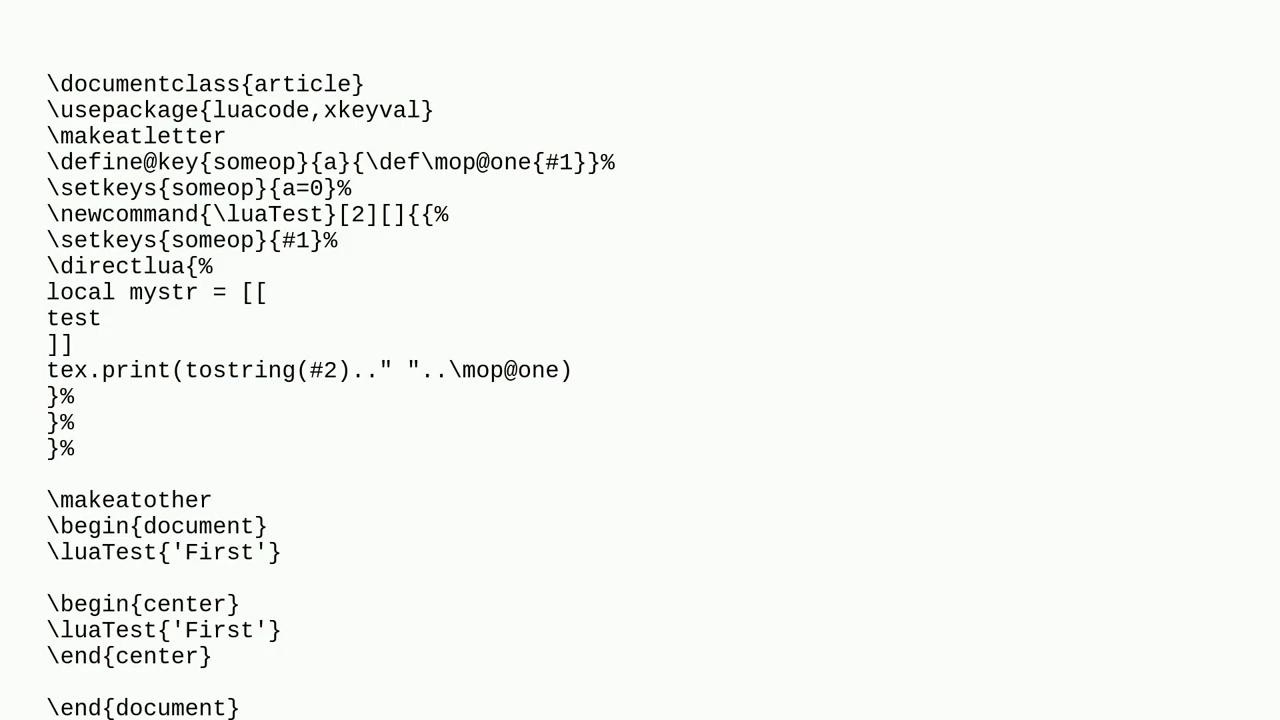 \documentclass{article}
\usepackage{luacode,xkeyval}
\makeatletter
\define@key{someop}{a}{\def\mop@one{#1}}%
\setkeys{someop}{a=0}%
\newcommand{\luaTest}[2][]{{%
\setkeys{someop}{#1}%
\directlua{%
local mystr = [[
test
]]
tex.print(tostring(#2).." "..\mop@one)
}%
}%
}%
\makeatother
\begin{document}
\luaTest{'First'}
\begin{center}
\luaTest{'First'}
\end{center}
\end{document}